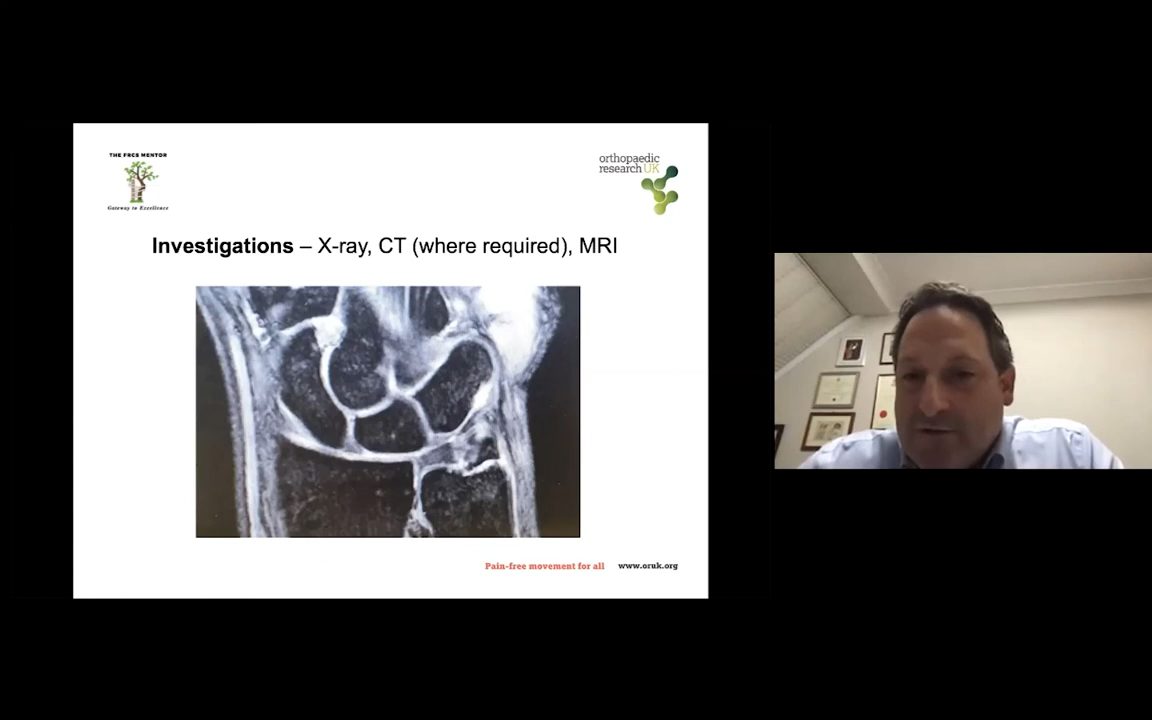 THE FRCS MENTOR
Gateway to Excellence
orthopaedic
research UK
Investigations – X-ray, CT (where required), MRI
Pain-free movement for all www.oruk.org